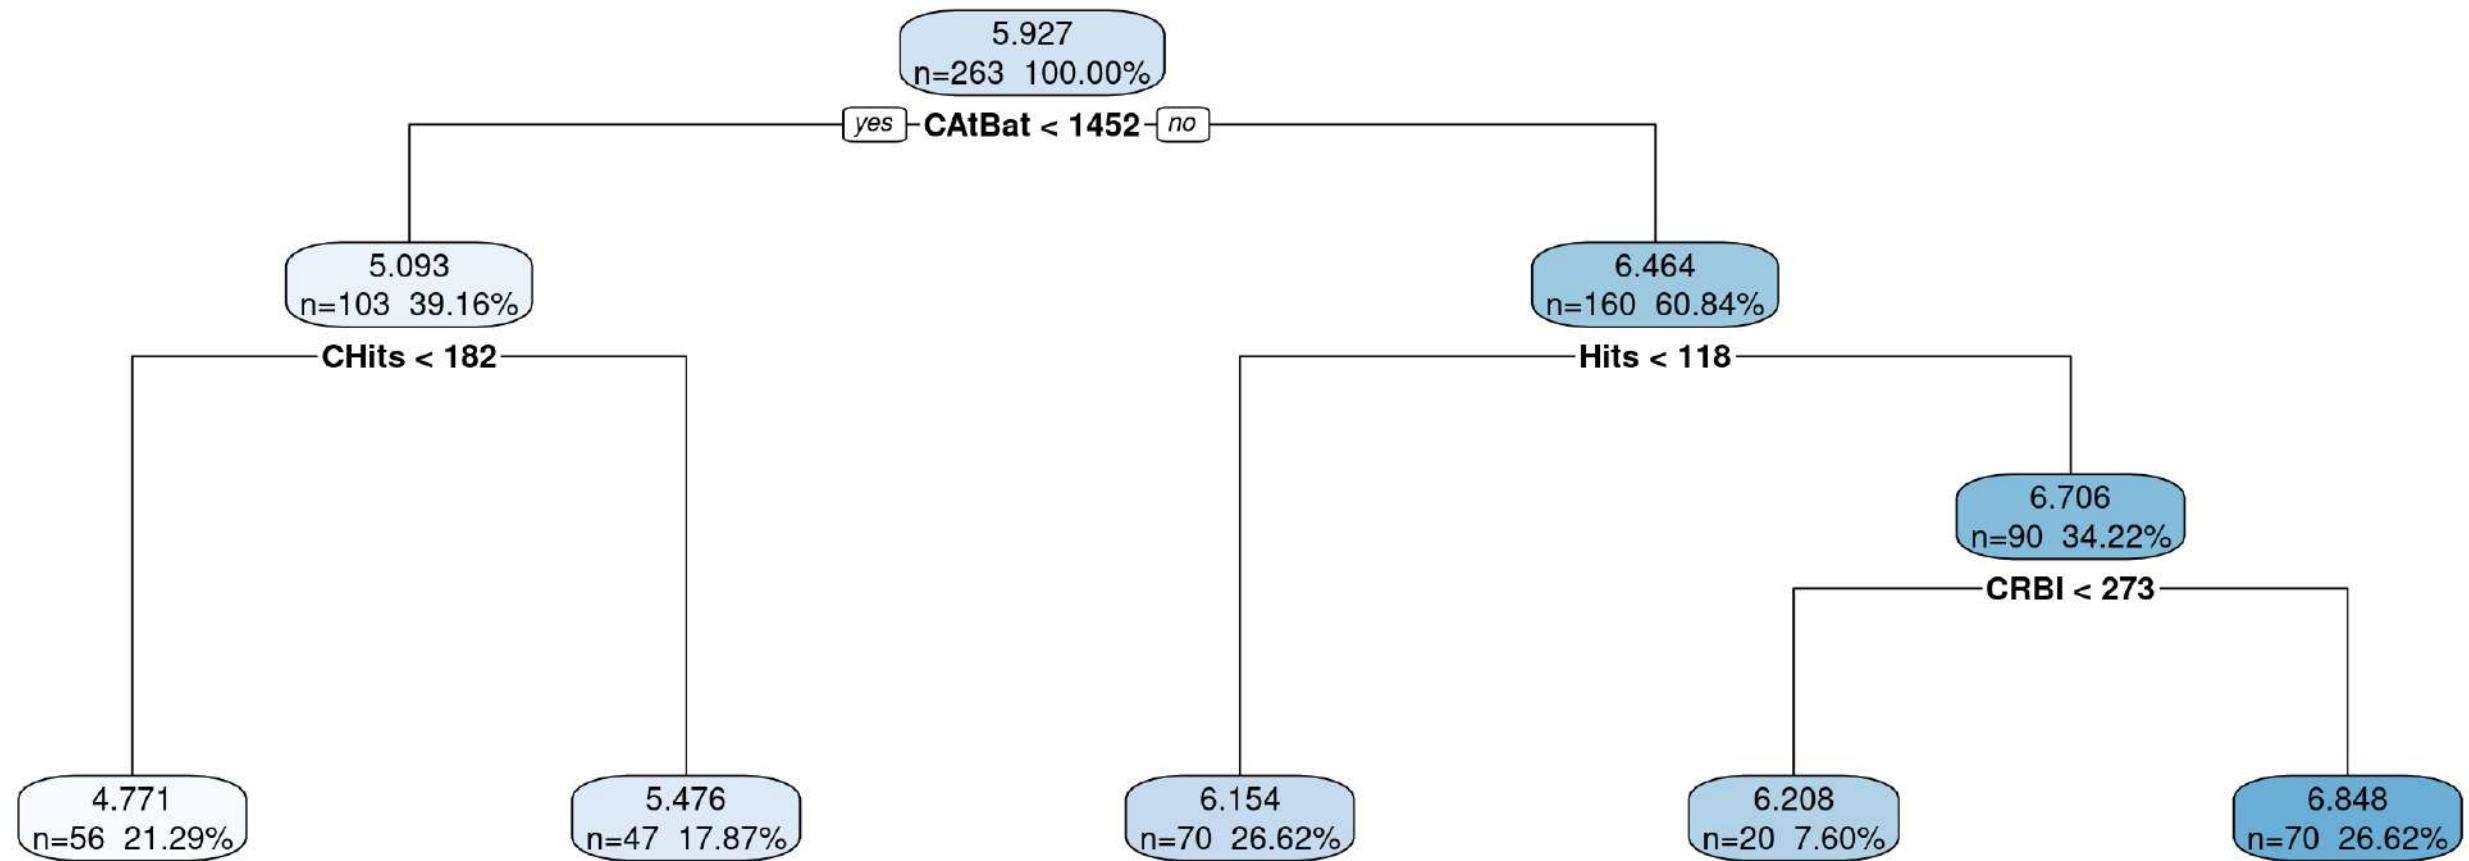 5.927
n=263 100.00%
yes CAtBat < 1452 no
5.093
n=103 39.16%
6.464
n=160 60.84%
CHits < 182
Hits < 118
6.706
n=90 34.22%
CRBI < 273
4.771
n=56 21.29%
5.476
n=47 17.87%
6.154
n=70 26.62%
6.208
n=20 7.60%
6.848
n=70 26.62%